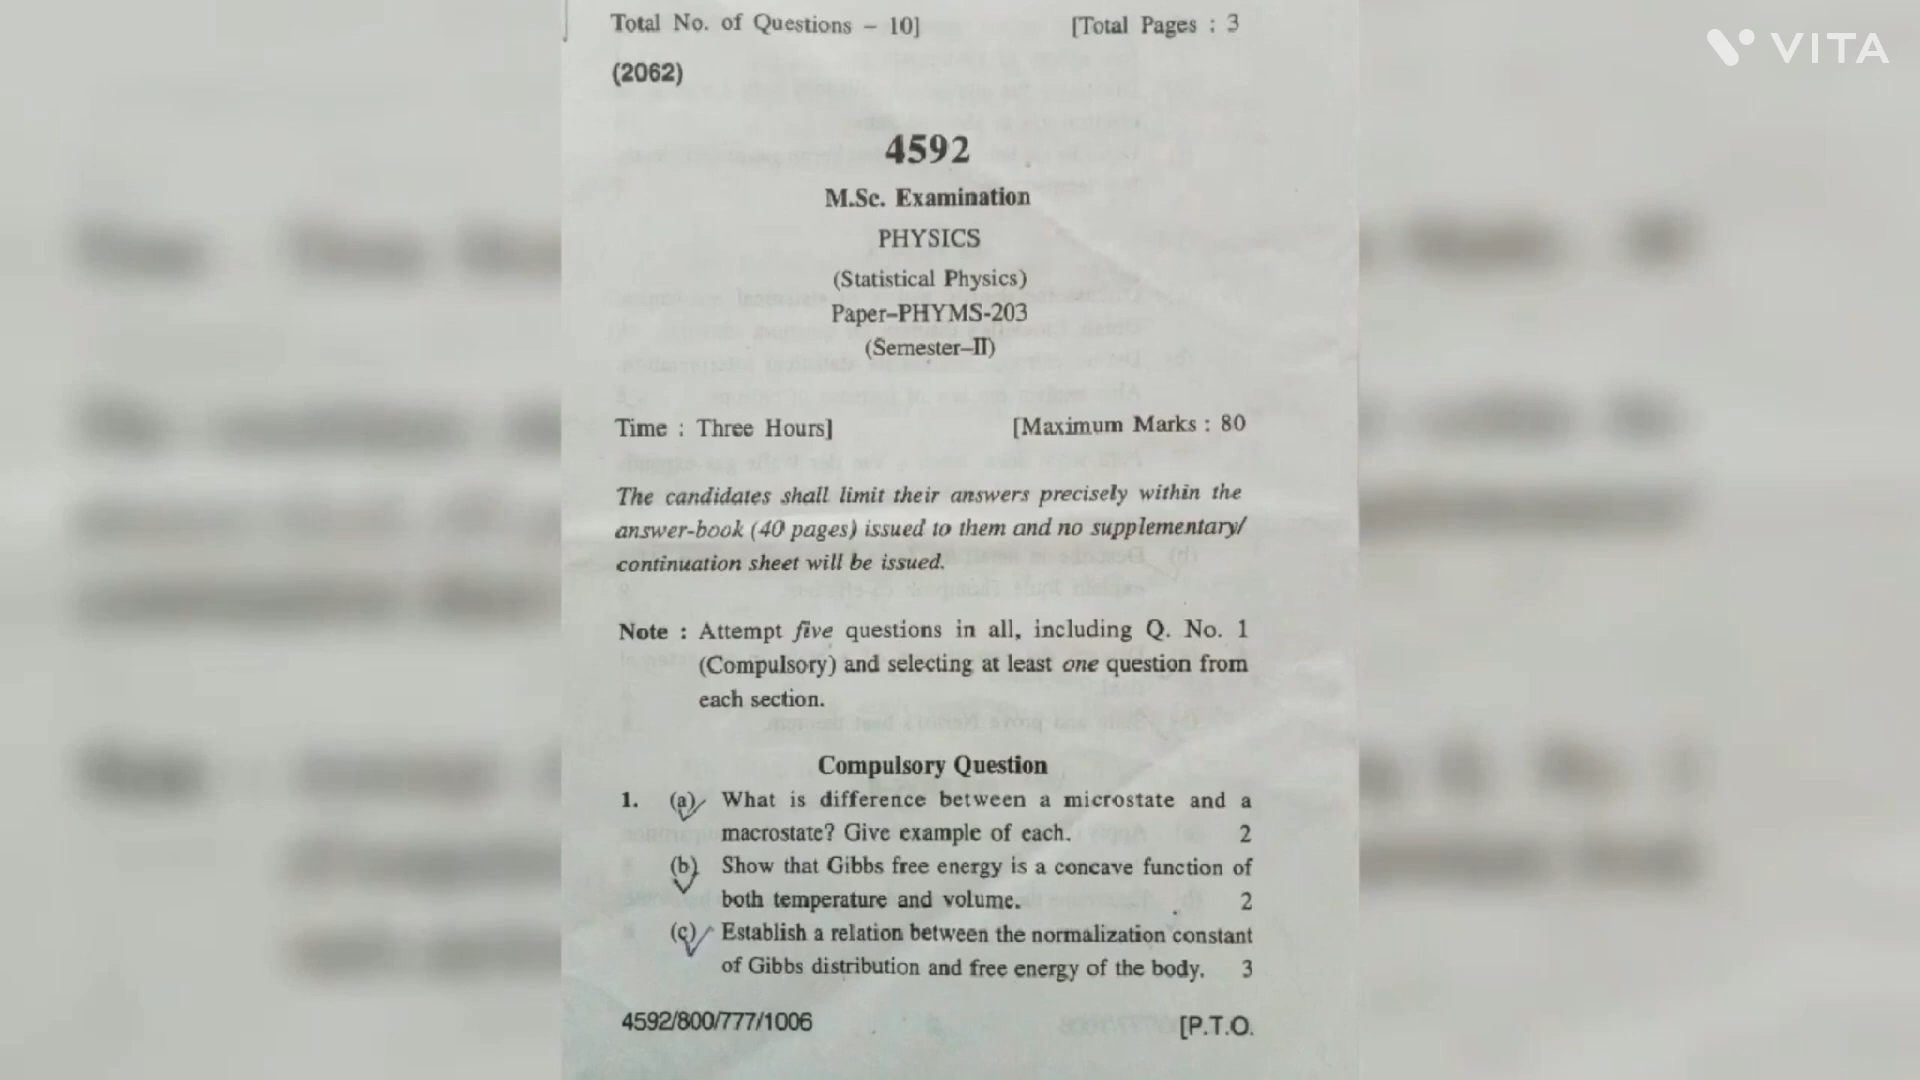 Total No. of Questions – 10] [Total Pages : 3
VITA
(2062)
4592
M.Sc. Examination
PHYSICS
(Statistical Physics)
Paper–PHYMS-203
(Semester–II)
Time : Three Hours] [Maximum Marks : 80
The candidates shall limit their answers precisely within the
answer-book (40 pages) issued to them and no supplementary/
continuation sheet will be issued.
Note : Attempt five questions in all, including Q. No. 1
(Compulsory) and selecting at least one question from
each section.
Compulsory Question
1. (a) What is difference between a microstate and a
macrostate? Give example of each. 2
(b) Show that Gibbs free energy is a concave function of
both temperature and volume. 2
(c) Establish a relation between the normalization constant
of Gibbs distribution and free energy of the body. 3
4592/800/777/1006 [P.T.O.